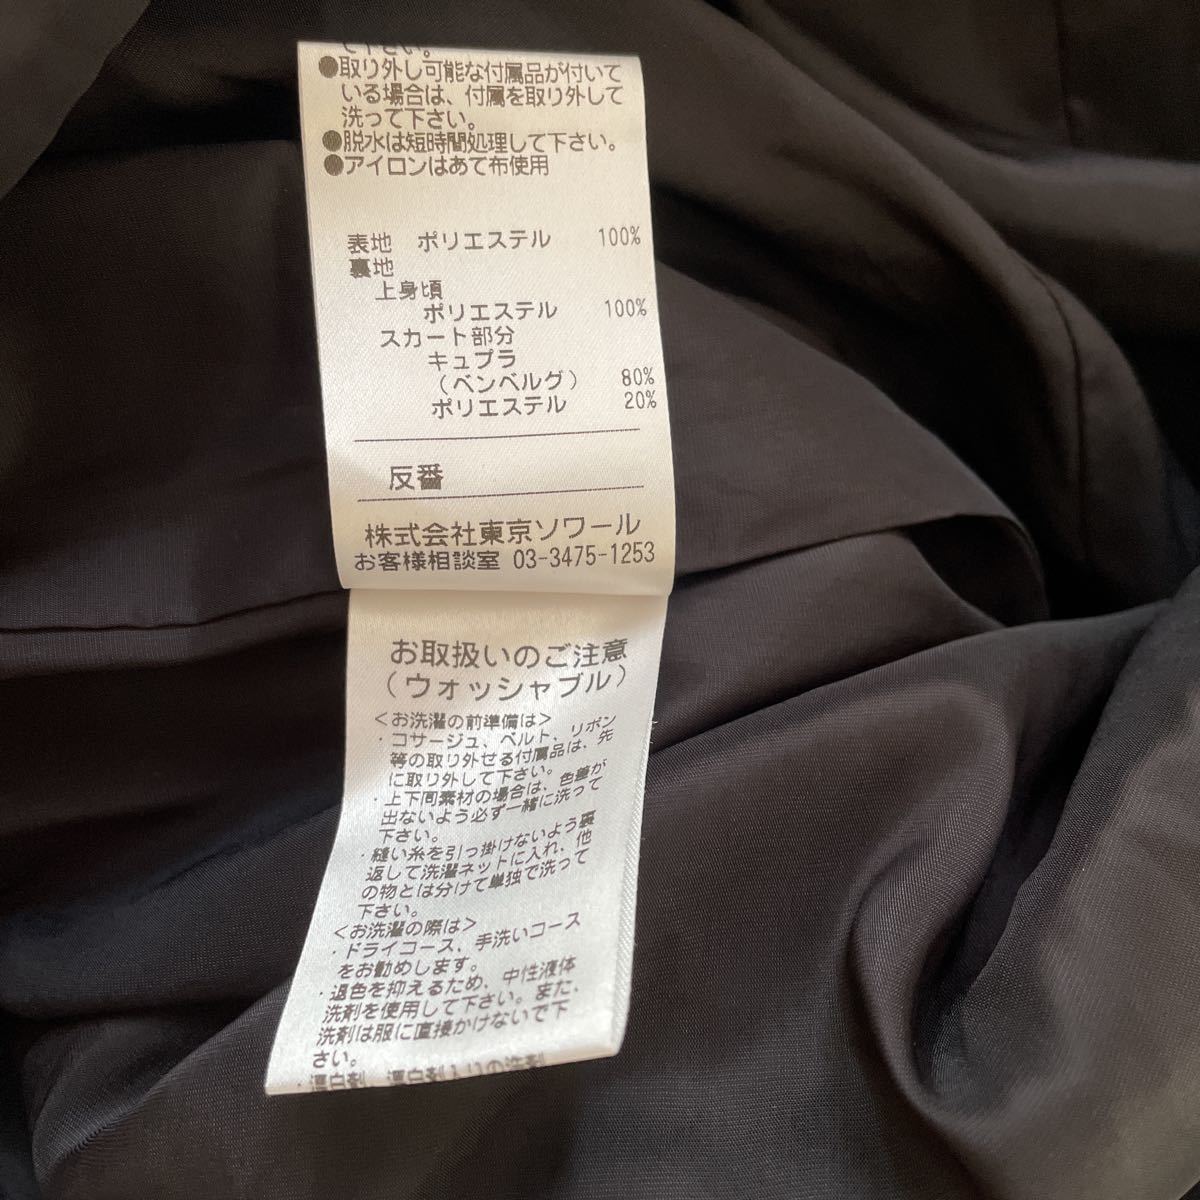 て下さい。
●取り外し可能な付属品が付いて
いる場合は、付属を取り外して
洗って下さい。
●脱水は短時間処理して下さい。
●アイロンはあて布使用
表地 ポリエステル 100%
裏地
上身頃
ポリエステル 100%
スカート部分
キュプラ
(ベンベルグ) 80%
ポリエステル 20%
反番
株式会社東京ソワール
お客様相談室 03-3475-1253
お取扱いのご注意
(ウォッシャブル)
<お洗濯の前準備は>
・コサージュ、ベルト、リボン
等の取り外せる付属品は、先
に取り外して下さい。
・上下同素材の場合は、色差が
出ないよう必ず一緒に洗って
下さい。
・縫い糸を引っ掛けないよう裏
返して洗濯ネットに入れ、他
の物とは分けて単独で洗って
下さい。
<お洗濯の際は>
・ドライコース、手洗いコース
をお勧めします。
・退色を抑えるため、中性液体
洗剤を使用して下さい。また、
洗剤は服に直接かけないで下
さい。
・漂白剤、漂白剤入りの洗剤